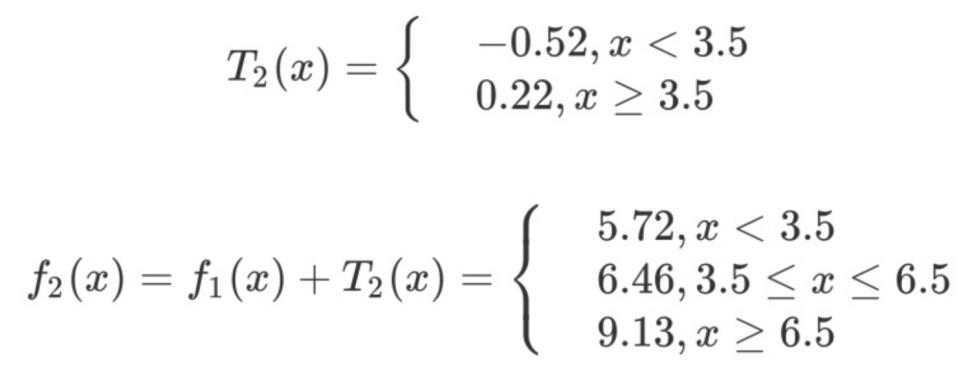 T₂(x) = { −0.52, x < 3.5
0.22, x ≥ 3.5
f₂(x) = f₁(x) + T₂(x) = { 5.72, x < 3.5
6.46, 3.5 ≤ x ≤ 6.5
9.13, x ≥ 6.5